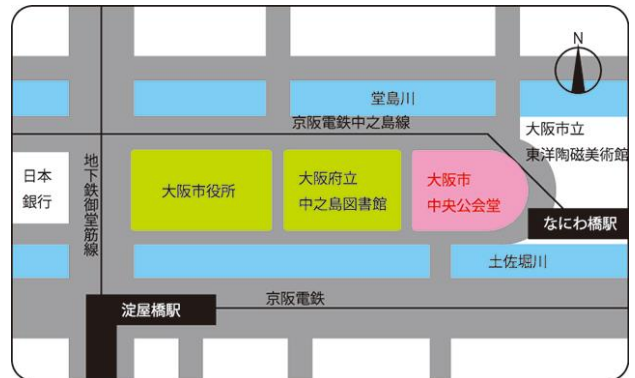 N
堂島川
京阪電鉄中之島線
大阪市立
東洋陶磁美術館
日本
銀行
地下鉄御堂筋線
大阪市役所
大阪府立
中之島図書館
大阪市
中央公会堂
なにわ橋駅
土佐堀川
京阪電鉄
淀屋橋駅